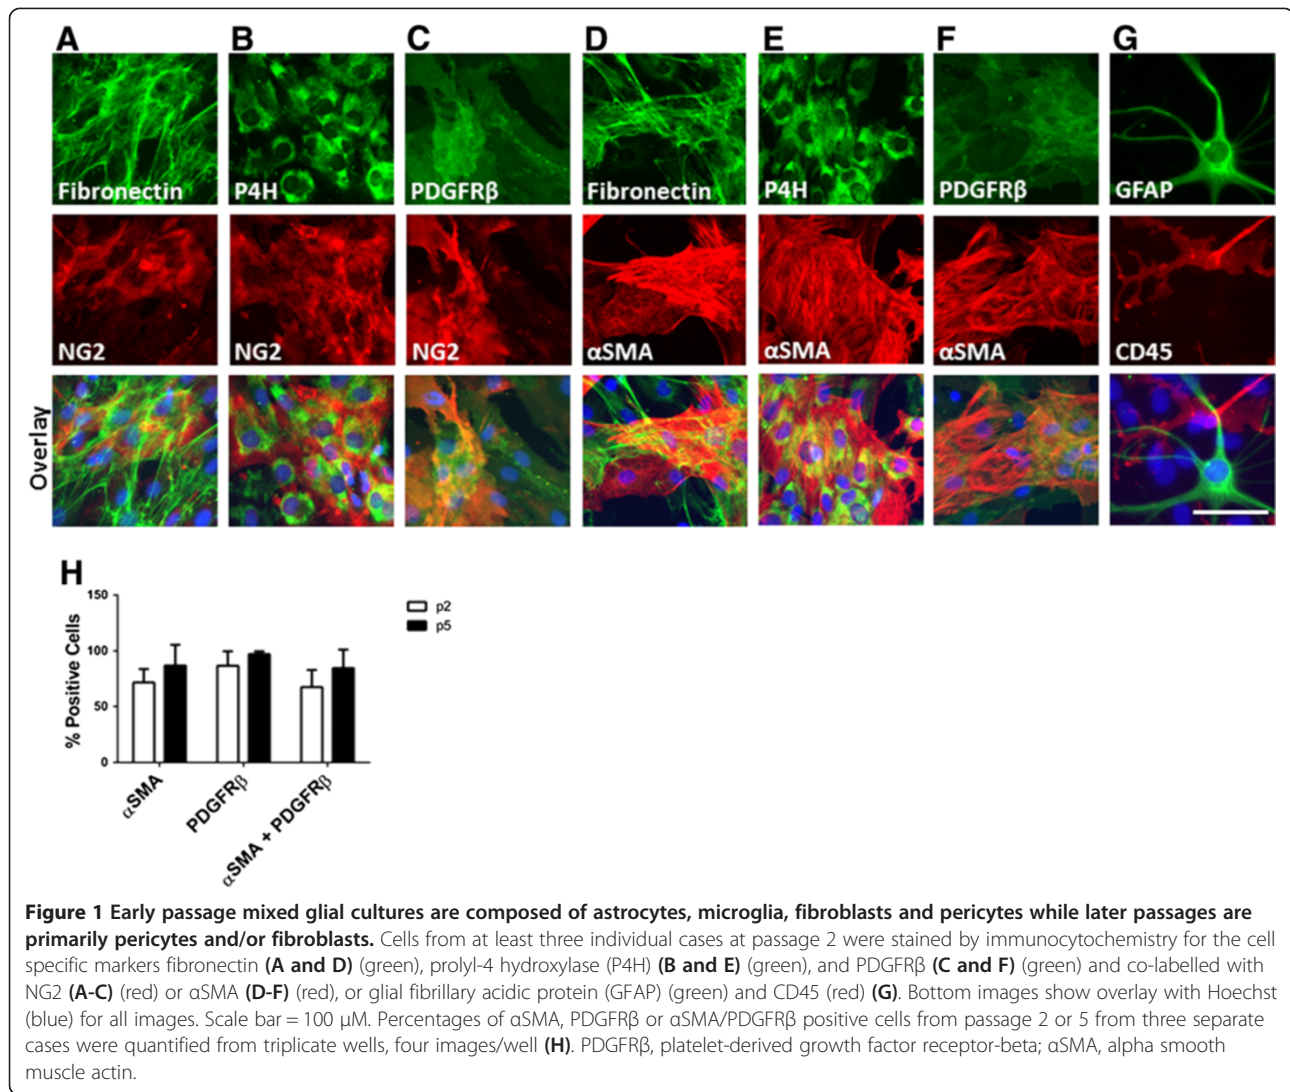 A B C D E F G
Fibronectin P4H PDGFRβ Fibronectin P4H PDGFRβ GFAP
NG2 NG2 NG2 αSMA αSMA αSMA CD45
Overlay
H
150
100
50
0
% Positive Cells
p2
p5
αSMA
PDGFRβ
αSMA + PDGFRβ
Figure 1 Early passage mixed glial cultures are composed of astrocytes, microglia, fibroblasts and pericytes while later passages are
primarily pericytes and/or fibroblasts. Cells from at least three individual cases at passage 2 were stained by immunocytochemistry for the cell
specific markers fibronectin (A and D) (green), prolyl-4 hydroxylase (P4H) (B and E) (green), and PDGFRβ (C and F) (green) and co-labelled with
NG2 (A-C) (red) or αSMA (D-F) (red), or glial fibrillary acidic protein (GFAP) (green) and CD45 (red) (G). Bottom images show overlay with Hoechst
(blue) for all images. Scale bar = 100 μM. Percentages of αSMA, PDGFRβ or αSMA/PDGFRβ positive cells from passage 2 or 5 from three separate
cases were quantified from triplicate wells, four images/well (H). PDGFRβ, platelet-derived growth factor receptor-beta; αSMA, alpha smooth
muscle actin.